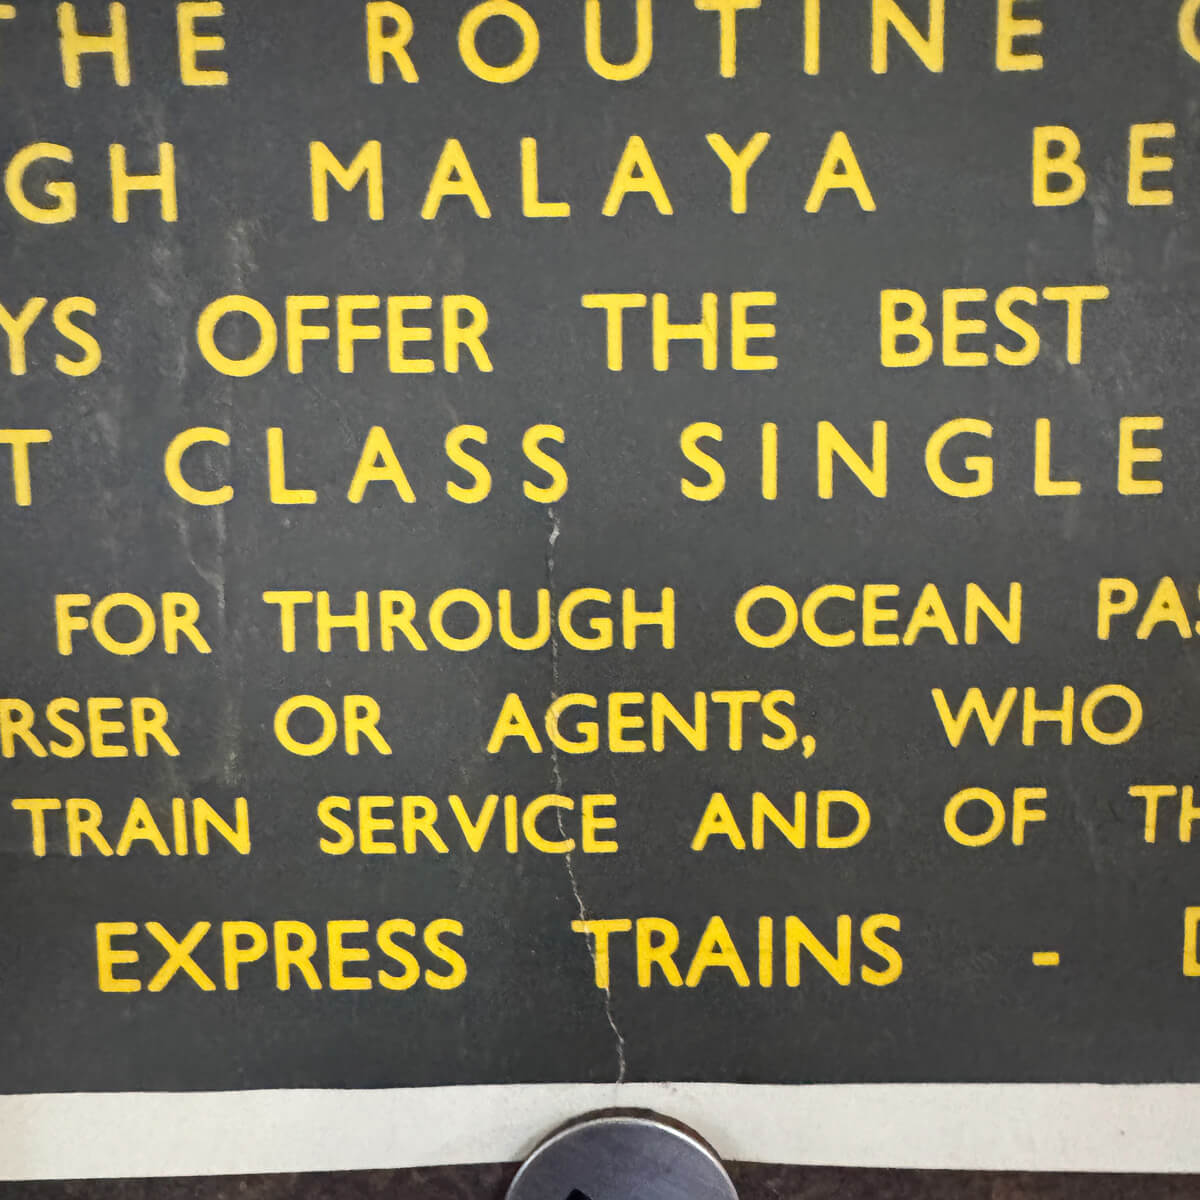 THE ROUTINE
GH MALAYA BE
YS OFFER THE BEST
T CLASS SINGLE
FOR THROUGH OCEAN PAS
RSER OR AGENTS, WHO
TRAIN SERVICE AND OF TH
EXPRESS TRAINS -